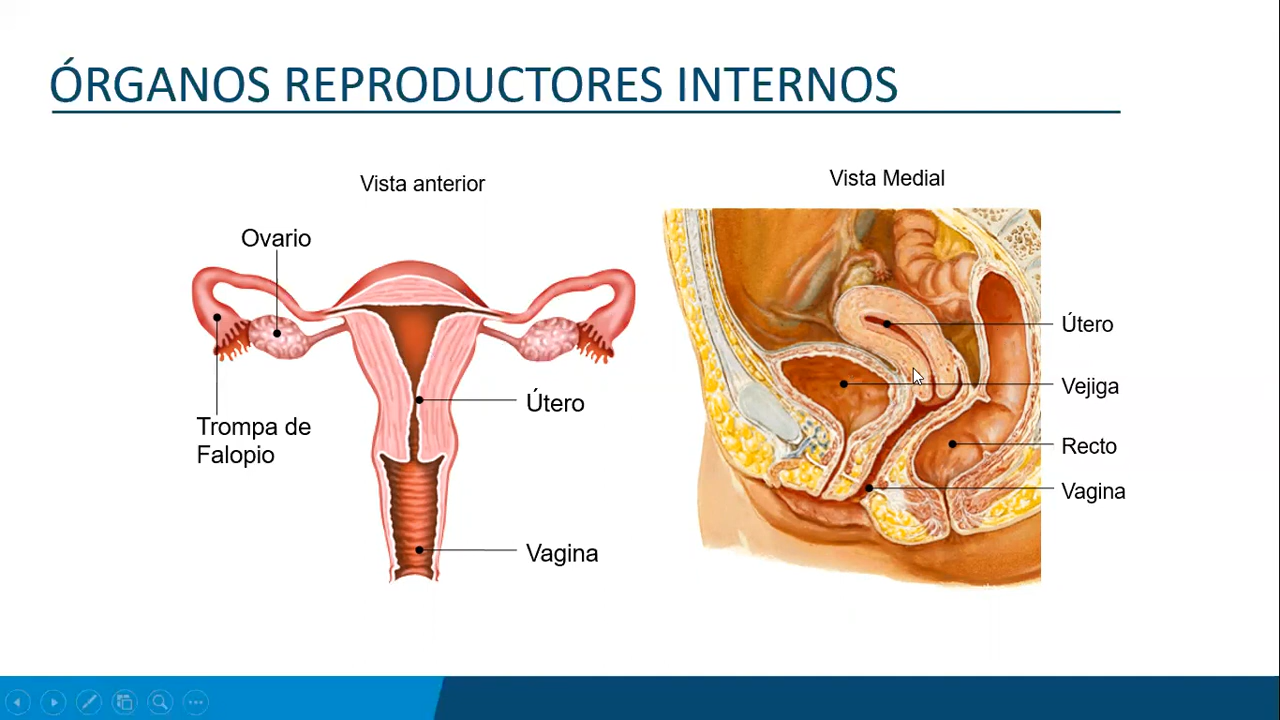 ÓRGANOS REPRODUCTORES INTERNOS
Vista anterior
Ovario
Trompa de
Falopio
Útero
Vagina
Vista Medial
Útero
Vejiga
Recto
Vagina